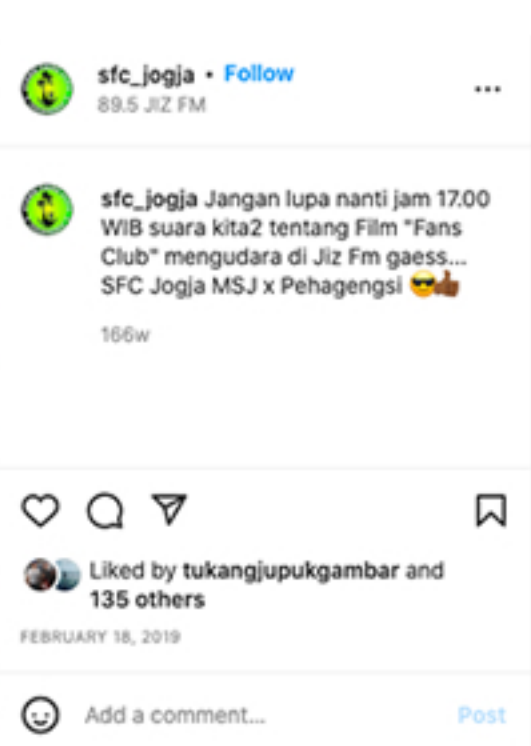 sfc_jogja • Follow
89.5 JIZ FM
sfc_jogja Jangan lupa nanti jam 17.00
WIB suara kita2 tentang Film "Fans
Club" mengudara di Jiz Fm gaess...
SFC Jogja MSJ x Pehagengsi 😎👍🏾
166w
Liked by tukangjupukgambar and
135 others
FEBRUARY 18, 2019
Add a comment...
Post